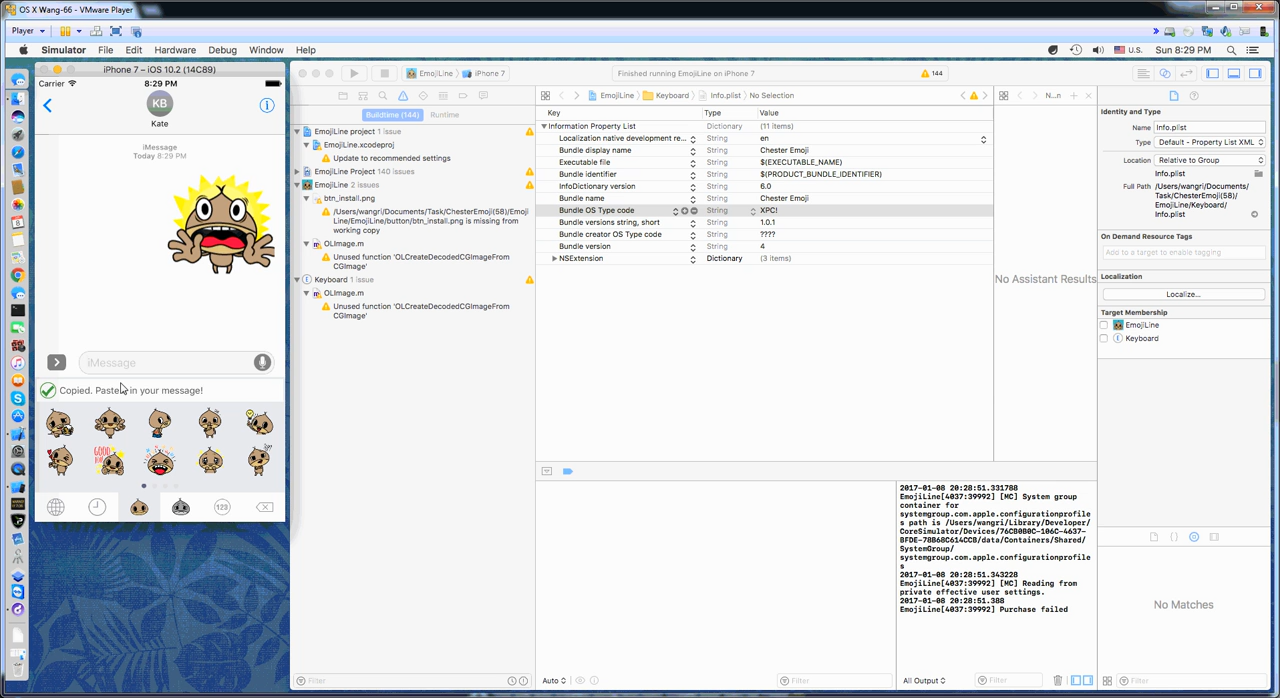 OS X Wang-66 - VMware Player
Player
Simulator File Edit Hardware Debug Window Help
U.S. Sun 8:29 PM
iPhone 7 – iOS 10.2 (14C89)
Carrier 8:29 PM
KB
Kate
iMessage
Today 8:29 PM
iMessage
Copied. Paste in your message!
GOOD
123
EmojiLine iPhone 7
Finished running EmojiLine on iPhone 7
144
Buildtime (144) Runtime
EmojiLine project 1 issue
EmojiLine.xcodeproj
Update to recommended settings
EmojiLine Project 140 issues
EmojiLine 2 issues
btn_install.png
/Users/wangri/Documents/Task/ChesterEmoji(58)/Emoji
Line/EmojiLine/button/btn_install.png is missing from
working copy
OLImage.m
Unused function 'OLCreateDecodedCGImageFrom
CGImage'
Keyboard 1 issue
OLImage.m
Unused function 'OLCreateDecodedCGImageFrom
CGImage'
Filter
EmojiLine Keyboard Info.plist No Selection
Key Type Value
Information Property List Dictionary (11 items)
Localization native development re... String en
Bundle display name String Chester Emoji
Executable file String $(EXECUTABLE_NAME)
Bundle identifier String $(PRODUCT_BUNDLE_IDENTIFIER)
InfoDictionary version String 6.0
Bundle name String Chester Emoji
Bundle OS Type code String XPC!
Bundle versions string, short String 1.0.1
Bundle creator OS Type code String ????
Bundle version String 4
NSExtension Dictionary (3 items)
N...n
No Assistant Results
Auto Filter
2017-01-08 20:28:51.331788
EmojiLine[4037:39992] [MC] System group
container for
systemgroup.com.apple.configurationprofile
s path is /Users/wangri/Library/Developer/
CoreSimulator/Devices/76CB0B0C-106C-4637-
BFDE-78B68C614CCB/data/Containers/Shared/
SystemGroup/
systemgroup.com.apple.configurationprofile
s
2017-01-08 20:28:51.343228
EmojiLine[4037:39992] [MC] Reading from
private effective user settings.
2017-01-08 20:28:51.388
EmojiLine[4037:39992] Purchase failed
All Output Filter
Identity and Type
Name Info.plist
Type Default - Property List XML
Location Relative to Group
Info.plist
Full Path /Users/wangri/Documents/
Task/ChesterEmoji(58)/
EmojiLine/Keyboard/
Info.plist
On Demand Resource Tags
Add to a resource to enable tagging
Localization
Localize...
Target Membership
EmojiLine
Keyboard
No Matches
Filter